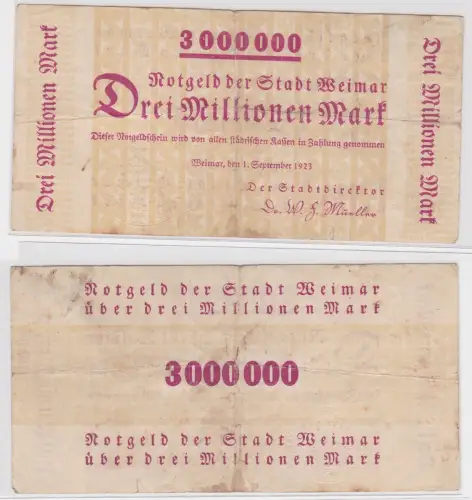 Drei Millionen Mark
3000000
Notgeld der Stadt Weimar
Drei Millionen Mark
Dieser Notgeldschein wird von allen städtischen Kassen in Zahlung genommen
Weimar, den 1. September 1923
Der Stadtdirektor
Dr. W. F. Mueller
Drei Millionen Mark
Notgeld der Stadt Weimar
über drei Millionen Mark
3000000
Notgeld der Stadt Weimar
über drei Millionen Mark